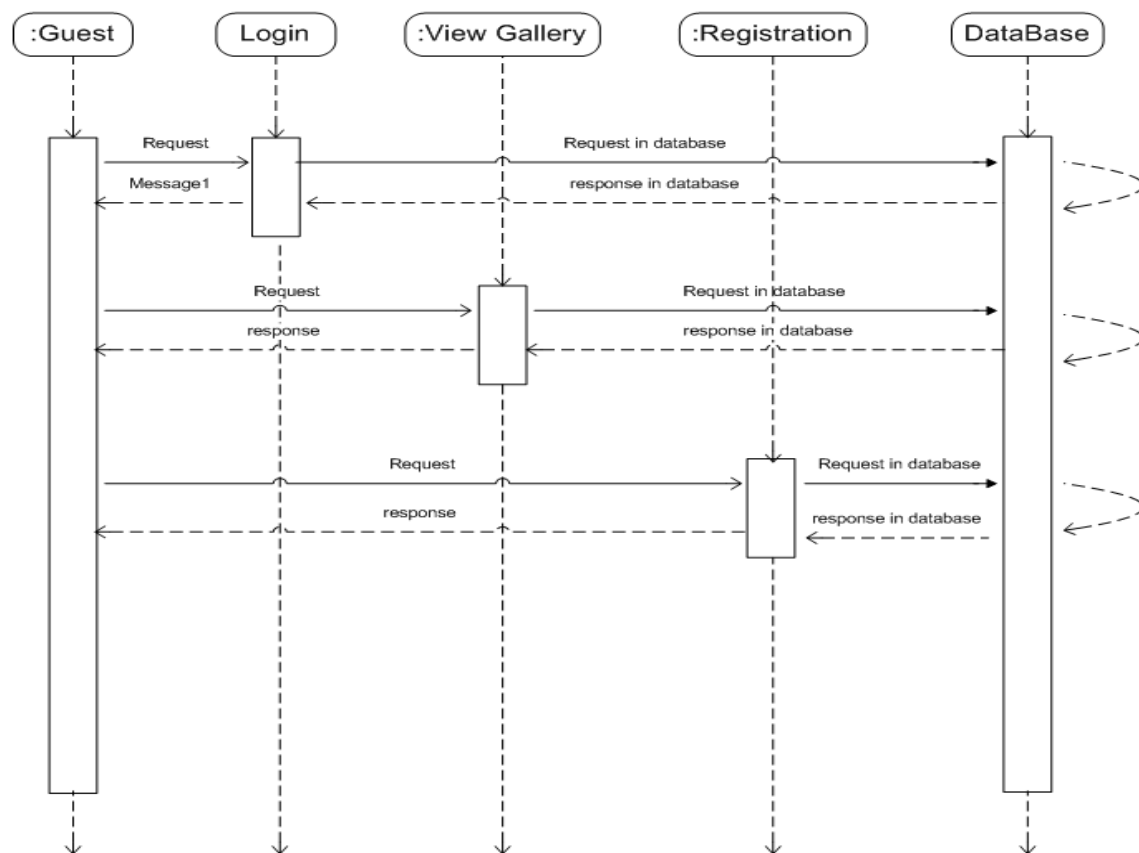 :Guest
Login
:View Gallery
:Registration
DataBase
Request
Request in database
Message1
response in database
Request
Request in database
response
response in database
Request
Request in database
response
response in database